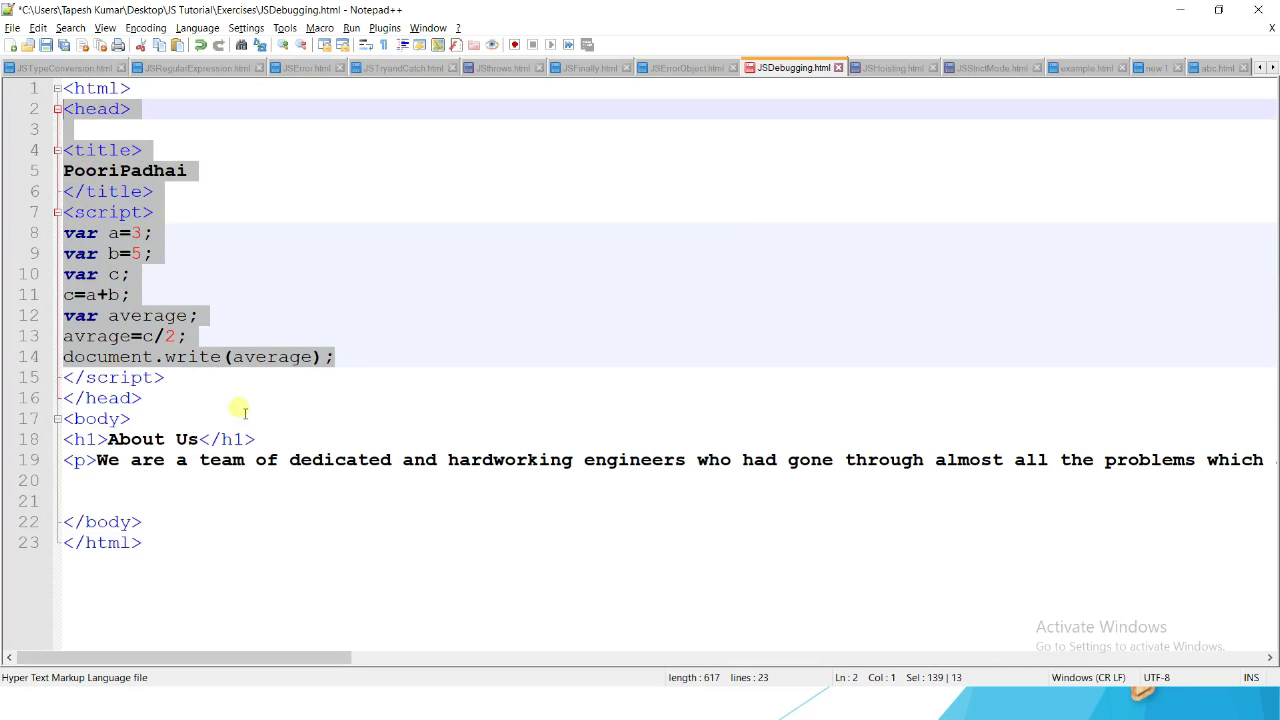 *C:\Users\Tapesh Kumar\Desktop\JS Tutorial\Exercises\JSDebugging.html - Notepad++
File Edit Search View Encoding Language Settings Tools Macro Run Plugins Window ?
X
JSTypeConversion.html JSRegularExpression.html JSError.html JSTryandCatch.html JSthrows.html JSFinally.html JSErrorObject.html JSDebugging.html JSHoisting.html JSStrictMode.html example.html new 1 abc.html
1 <html>
2 <head>
3
4 <title>
5 PooriPadhai
6 </title>
7 <script>
8 var a=3;
9 var b=5;
10 var c;
11 c=a+b;
12 var average;
13 avrage=c/2;
14 document.write(average);
15 </script>
16 </head>
17 <body>
18 <h1>About Us</h1>
19 <p>We are a team of dedicated and hardworking engineers who had gone through almost all the problems which
20
21
22 </body>
23 </html>
Activate Windows
Go to Settings to activate Windows.
Hyper Text Markup Language file length : 617 lines : 23 Ln : 2 Col : 1 Sel : 139 | 13 Windows (CR LF) UTF-8 INS